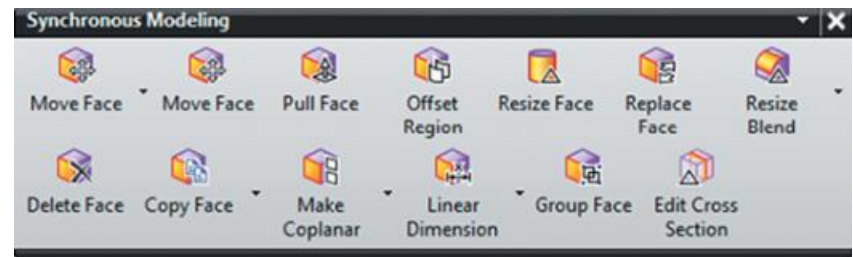 Synchronous Modeling
Move Face Move Face Pull Face Offset Resize Face Replace Resize
Region Face Blend
Delete Face Copy Face Make Linear Group Face Edit Cross
Coplanar Dimension Section